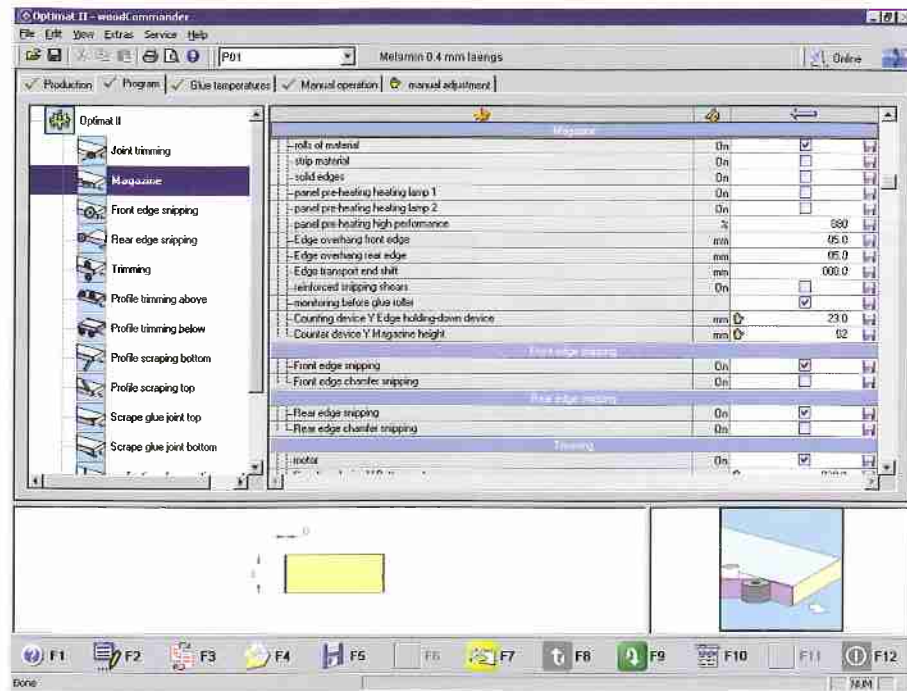 Optimat II - woodCommander
File Edit View Extras Service Help
P01 Melamin 0.4 mm laengs Online
Production Program Glue temperatures Manual operation manual adjustment
Optimat II
Joint trimming
Magazine
Front edge snipping
Rear edge snipping
Trimming
Profile trimming above
Profile trimming below
Profile scraping bottom
Profile scraping top
Scrape glue joint top
Scrape glue joint bottom
Magazine
rolls of material On
strip material On
solid edges On
panel pre-heating heating lamp 1 On
panel pre-heating heating lamp 2 On
panel pre-heating high performance % 080
Edge overhang front edge mm 05.0
Edge overhang rear edge mm 05.0
Edge transport end shift mm 000.0
reinforced snipping shears On
monitoring before glue roller
Counting device Y Edge holding-down device mm 23.0
Counter device Y Magazine height mm 02
Front edge snipping
Front edge snipping On
Front edge chamfer snipping On
Rear edge snipping
Rear edge snipping On
Rear edge chamfer snipping On
Trimming
motor On
F1 F2 F3 F4 F5 F6 F7 F8 F9 F10 F11 F12
Done NUM